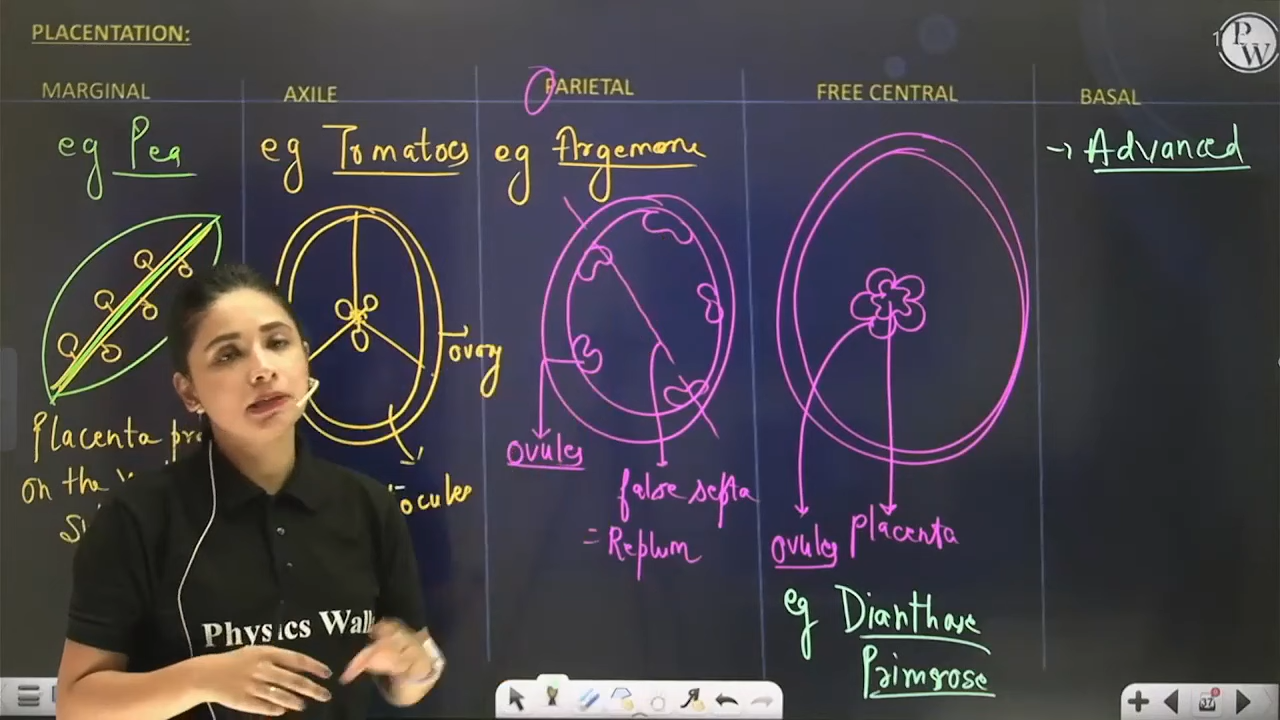 PLACENTATION:
PW
MARGINAL
AXILE
PARIETAL
FREE CENTRAL
BASAL
eg Pea
eg Tomatoes
eg Argemone
→ Advanced
ovary
Placenta
on the
ovules
false septa
= Replum
ovules
placenta
eg Dianthus
Primrose
Physics Wall